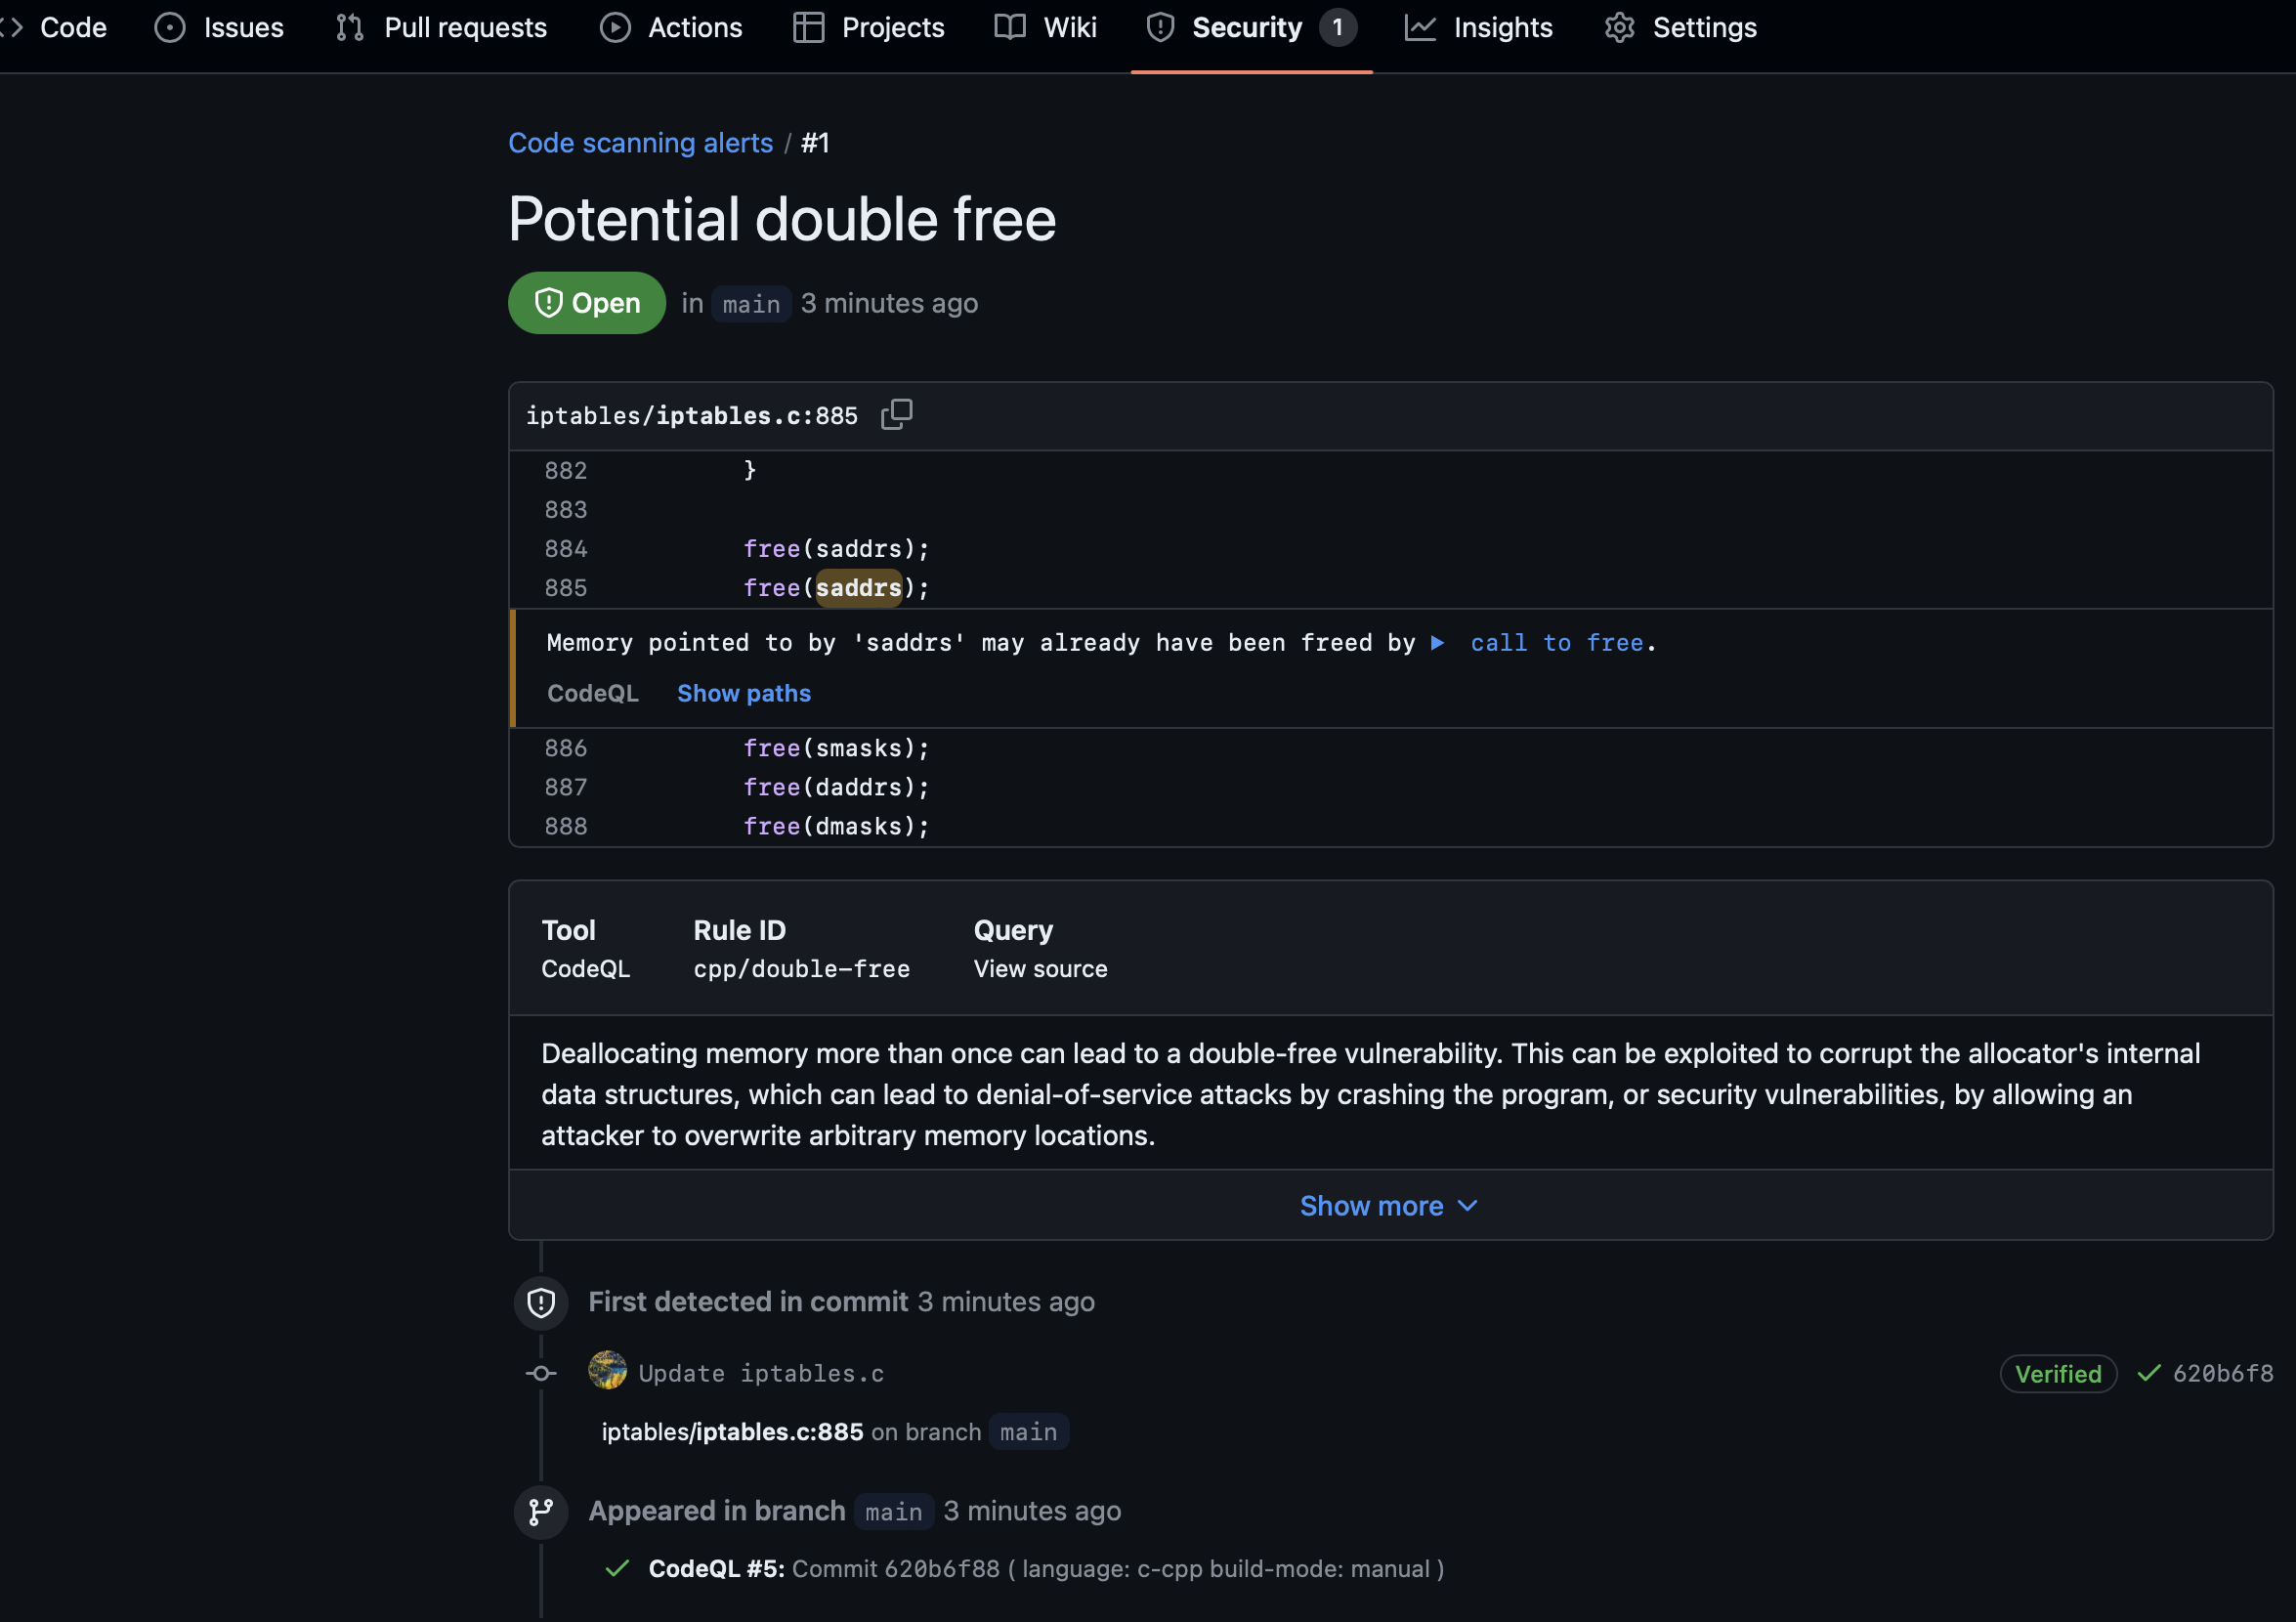 Code Issues Pull requests Actions Projects Wiki Security 1 Insights Settings
Code scanning alerts / #1
Potential double free
Open in main 3 minutes ago
iptables/iptables.c:885
882 }
883
884 free(saddrs);
885 free(saddrs);
Memory pointed to by 'saddrs' may already have been freed by call to free.
CodeQL Show paths
886 free(smasks);
887 free(daddrs);
888 free(dmasks);
Tool Rule ID Query
CodeQL cpp/double-free View source
Deallocating memory more than once can lead to a double-free vulnerability. This can be exploited to corrupt the allocator's internal
data structures, which can lead to denial-of-service attacks by crashing the program, or security vulnerabilities, by allowing an
attacker to overwrite arbitrary memory locations.
Show more
First detected in commit 3 minutes ago
Update iptables.c Verified 620b6f8
iptables/iptables.c:885 on branch main
Appeared in branch main 3 minutes ago
CodeQL #5: Commit 620b6f88 ( language: c-cpp build-mode: manual )